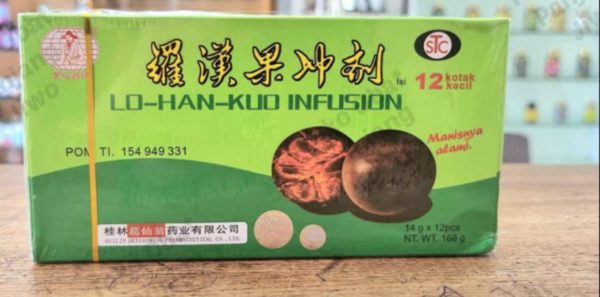 羅漢果冲剂
LO-HAN-KUO INFUSION
STC
Isi 12 kotak kecil
Manisnya alami.
POM TI. 154 949 331
桂林葛仙翁药业有限公司
GUILIN GEXIANWENG PHARMACEUTICAL CO., LTD.
14 g x 12pcs
NT. WT. 168 g